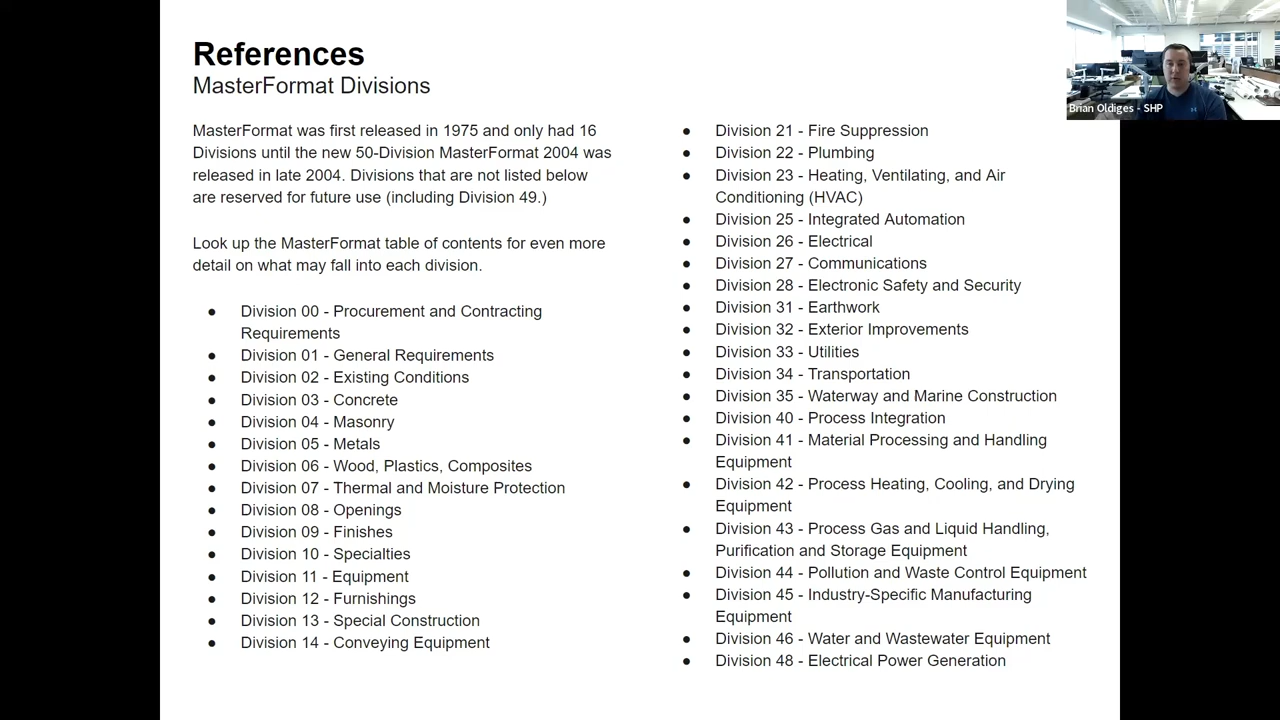 References
MasterFormat Divisions
MasterFormat was first released in 1975 and only had 16
Divisions until the new 50-Division MasterFormat 2004 was
released in late 2004. Divisions that are not listed below
are reserved for future use (including Division 49.)
Look up the MasterFormat table of contents for even more
detail on what may fall into each division.
● Division 00 - Procurement and Contracting
Requirements
● Division 01 - General Requirements
● Division 02 - Existing Conditions
● Division 03 - Concrete
● Division 04 - Masonry
● Division 05 - Metals
● Division 06 - Wood, Plastics, Composites
● Division 07 - Thermal and Moisture Protection
● Division 08 - Openings
● Division 09 - Finishes
● Division 10 - Specialties
● Division 11 - Equipment
● Division 12 - Furnishings
● Division 13 - Special Construction
● Division 14 - Conveying Equipment
● Division 21 - Fire Suppression
● Division 22 - Plumbing
● Division 23 - Heating, Ventilating, and Air
Conditioning (HVAC)
● Division 25 - Integrated Automation
● Division 26 - Electrical
● Division 27 - Communications
● Division 28 - Electronic Safety and Security
● Division 31 - Earthwork
● Division 32 - Exterior Improvements
● Division 33 - Utilities
● Division 34 - Transportation
● Division 35 - Waterway and Marine Construction
● Division 40 - Process Integration
● Division 41 - Material Processing and Handling
Equipment
● Division 42 - Process Heating, Cooling, and Drying
Equipment
● Division 43 - Process Gas and Liquid Handling,
Purification and Storage Equipment
● Division 44 - Pollution and Waste Control Equipment
● Division 45 - Industry-Specific Manufacturing
Equipment
● Division 46 - Water and Wastewater Equipment
● Division 48 - Electrical Power Generation
Brian Oldiges - SHP